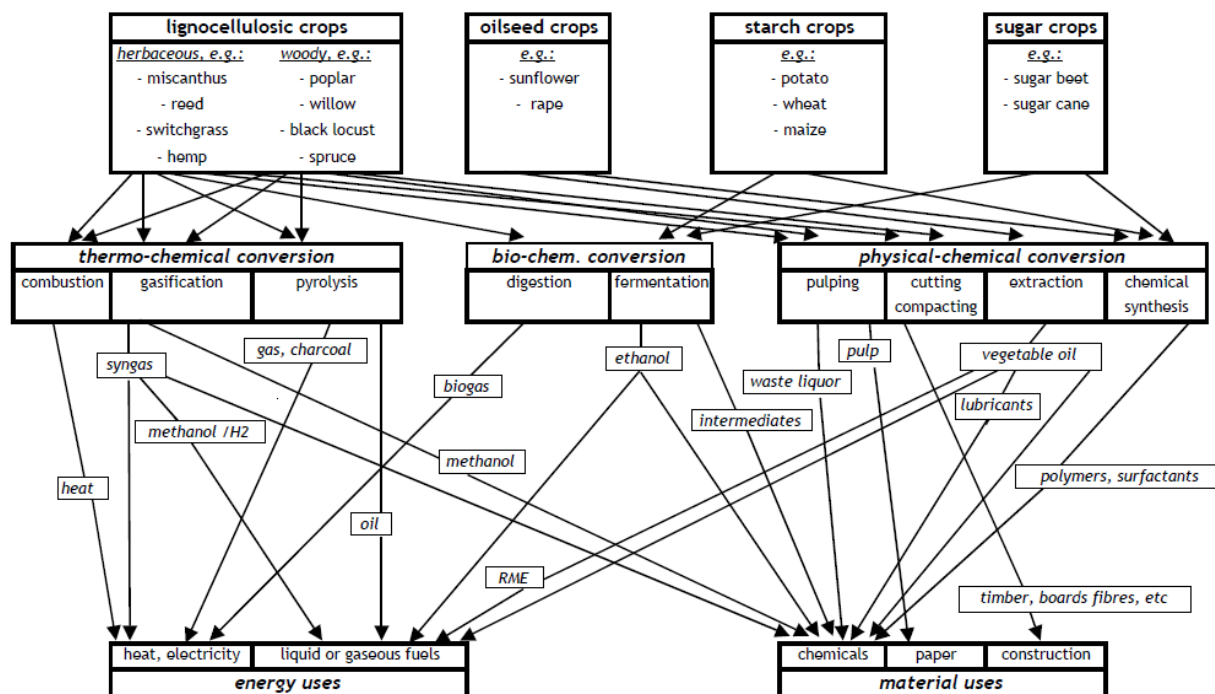 lignocellulosic crops
herbaceous, e.g.:
- miscanthus
- reed
- switchgrass
- hemp
woody, e.g.:
- poplar
- willow
- black locust
- spruce
oilseed crops
e.g.:
- sunflower
- rape
starch crops
e.g.:
- potato
- wheat
- maize
sugar crops
e.g.:
- sugar beet
- sugar cane
thermo-chemical conversion
combustion
gasification
pyrolysis
bio-chem. conversion
digestion
fermentation
physical-chemical conversion
pulping
cutting
compacting
extraction
chemical
synthesis
syngas
gas, charcoal
biogas
ethanol
waste liquor
pulp
vegetable oil
methanol /H2
intermediates
lubricants
heat
methanol
polymers, surfactants
oil
RME
timber, boards fibres, etc
heat, electricity
liquid or gaseous fuels
energy uses
chemicals
paper
construction
material uses